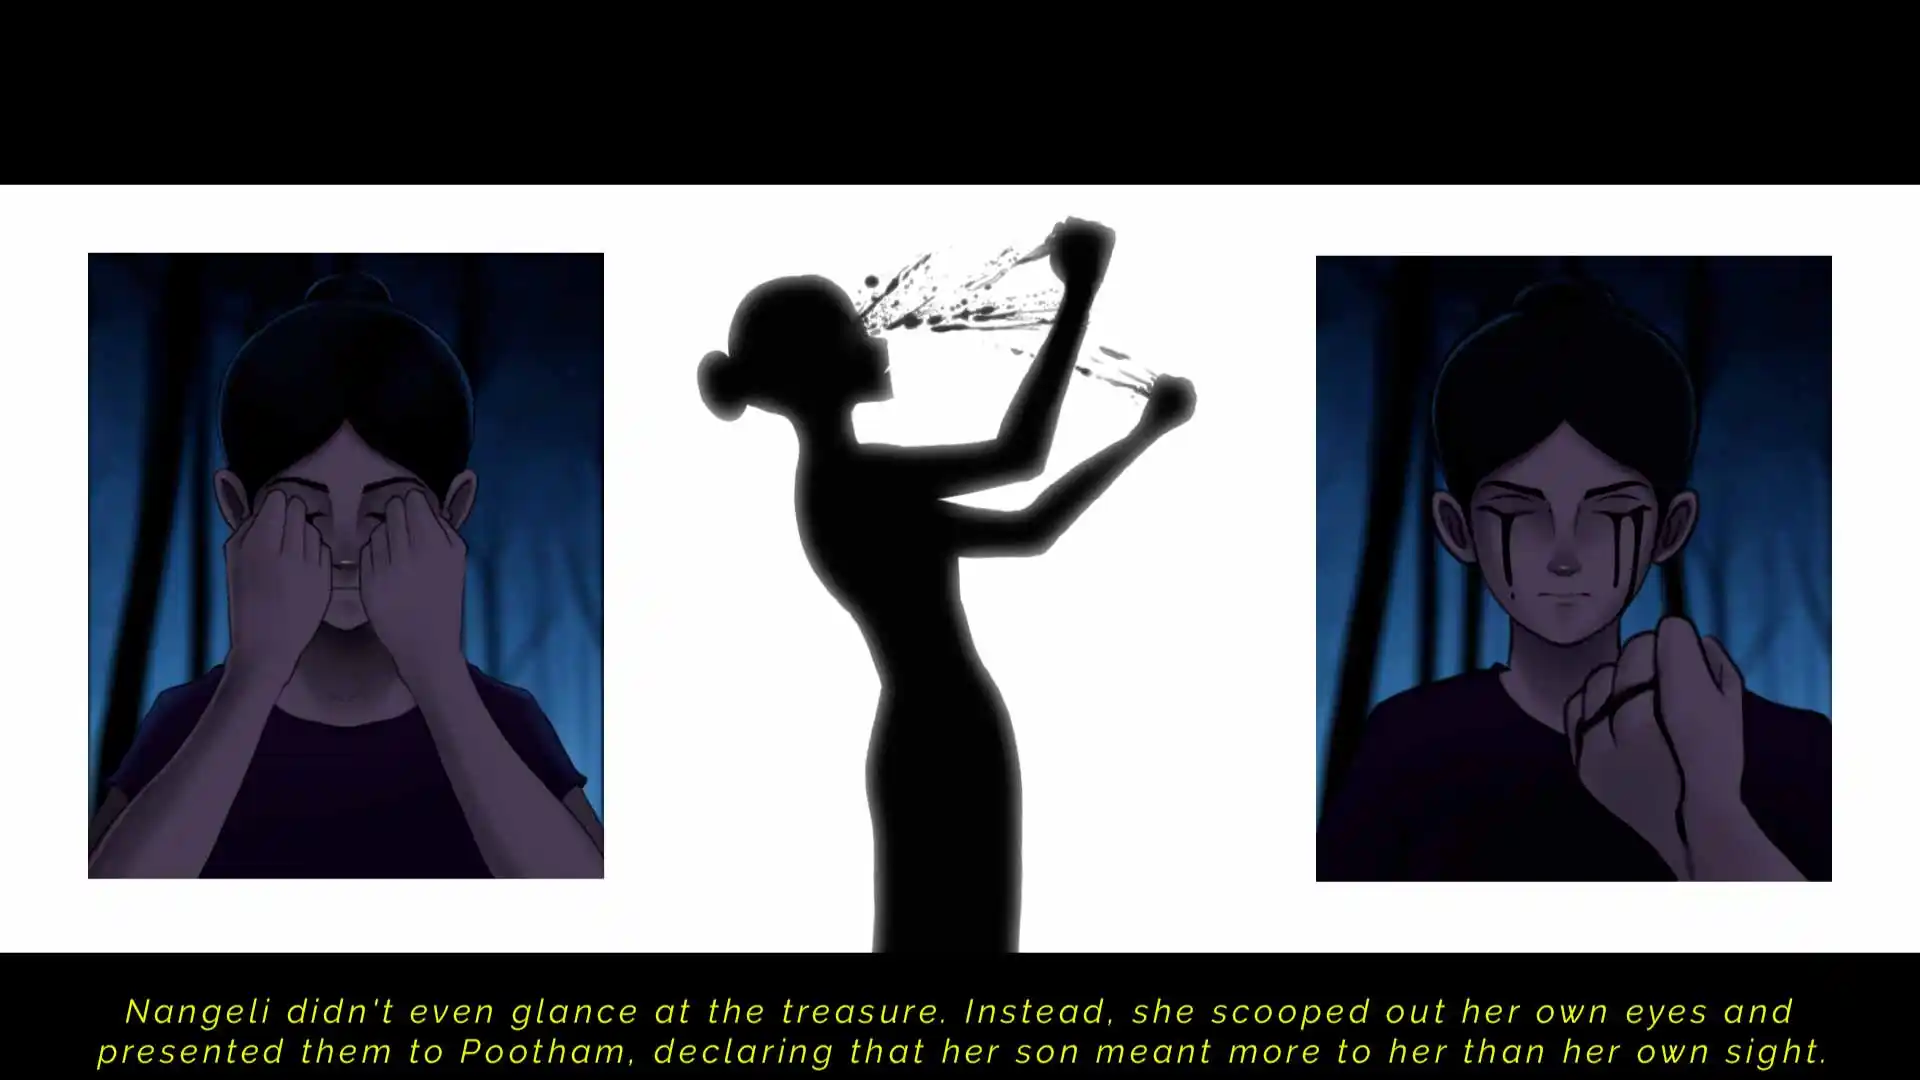 Nangeli didn't even glance at the treasure. Instead, she scooped out her own eyes and
presented them to Pootham, declaring that her son meant more to her than her own sight.